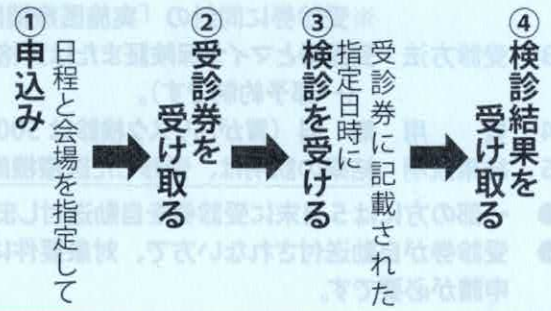 ①
日程と会場を指定して
申込み
②
受診券を
受け取る
③
受診券に記載された
指定日時に
検診を受ける
④
検診結果を
受け取る